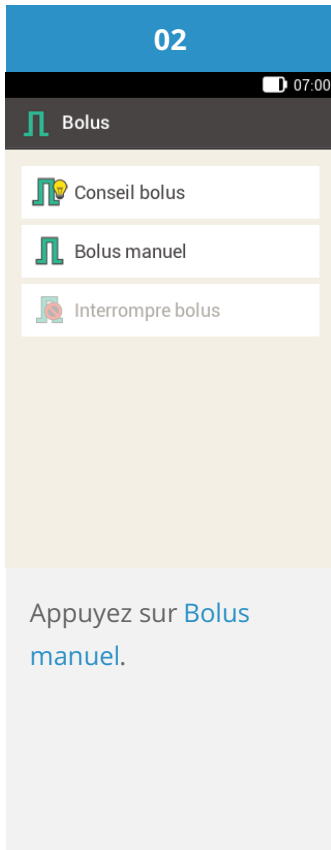 02
07:00
Bolus
Conseil bolus
Bolus manuel
Interrompre bolus
Appuyez sur Bolus
manuel.